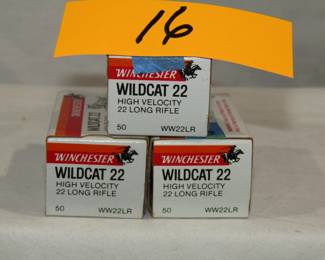 16
WINCHESTER
WILDCAT 22
HIGH VELOCITY
22 LONG RIFLE
50 WW22LR
WINCHESTER
WILDCAT 22
HIGH VELOCITY
22 LONG RIFLE
50 WW22LR
WINCHESTER
WILDCAT 22
HIGH VELOCITY
22 LONG RIFLE
50 WW22LR